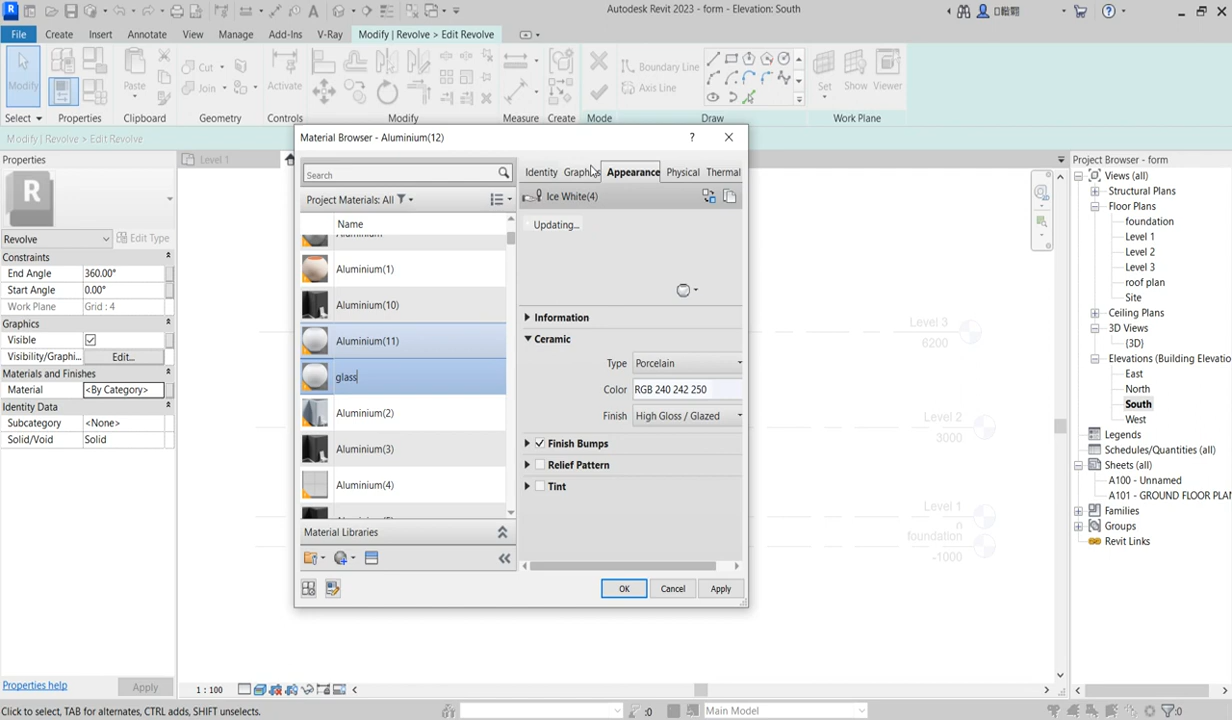 Autodesk Revit 2023 - form - Elevation: South
File Create Insert Annotate View Manage Add-Ins V-Ray Modify | Revolve > Edit Revolve
Modify Paste Cut Join Activate Boundary Line Axis Line Set Show Viewer
Select Properties Clipboard Geometry Controls Modify Measure Create Mode Draw Work Plane
Modify | Revolve > Edit Revolve
Properties
Revolve
Edit Type
Constraints
End Angle 360.00°
Start Angle 0.00°
Work Plane Grid : 4
Graphics
Visible
Visibility/Graphi... Edit...
Materials and Finishes
Material <By Category>
Identity Data
Subcategory <None>
Solid/Void Solid
Properties help Apply
Level 1
Material Browser - Aluminium(12)
?
Search
Project Materials: All
Name
Aluminium
Aluminium(1)
Aluminium(10)
Aluminium(11)
glass
Aluminium(2)
Aluminium(3)
Aluminium(4)
Material Libraries
Identity Graphics Appearance Physical Thermal
Ice White(4)
Updating...
Information
Ceramic
Type Porcelain
Color RGB 240 242 250
Finish High Gloss / Glazed
Finish Bumps
Relief Pattern
Tint
OK Cancel Apply
Level 3
6200
Level 2
3000
Level 1
0
foundation
-1000
Project Browser - form
Views (all)
Structural Plans
Floor Plans
foundation
Level 1
Level 2
Level 3
roof plan
Site
Ceiling Plans
3D Views
{3D}
Elevations (Building Elevatio
East
North
South
West
Legends
Schedules/Quantities (all)
Sheets (all)
A100 - Unnamed
A101 - GROUND FLOOR PLAN
Families
Groups
Revit Links
1 : 100
Click to select, TAB for alternates, CTRL adds, SHIFT unselects.
:0 Main Model :0